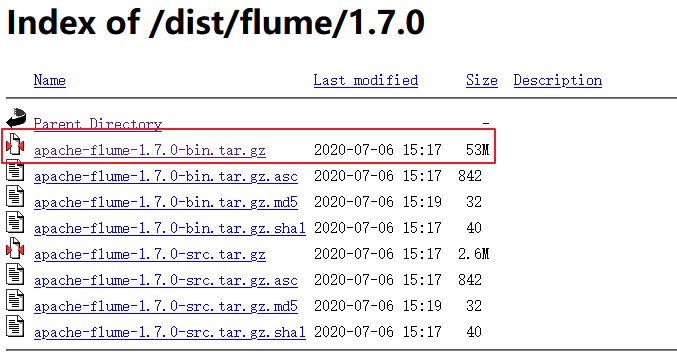 Index of /dist/flume/1.7.0
Name Last modified Size Description
Parent Directory -
apache-flume-1.7.0-bin.tar.gz 2020-07-06 15:17 53M
apache-flume-1.7.0-bin.tar.gz.asc 2020-07-06 15:17 842
apache-flume-1.7.0-bin.tar.gz.md5 2020-07-06 15:19 32
apache-flume-1.7.0-bin.tar.gz.sha1 2020-07-06 15:17 40
apache-flume-1.7.0-src.tar.gz 2020-07-06 15:17 2.6M
apache-flume-1.7.0-src.tar.gz.asc 2020-07-06 15:17 842
apache-flume-1.7.0-src.tar.gz.md5 2020-07-06 15:19 32
apache-flume-1.7.0-src.tar.gz.sha1 2020-07-06 15:17 40